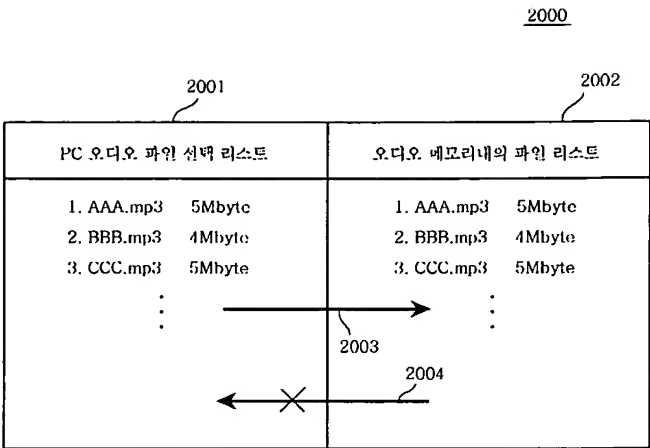 2000
2001
2002
PC 오디오 파일 선택 리스트
오디오 메모리내의 파일 리스트
1. AAA.mp3 5Mbyte
2. BBB.mp3 4Mbyte
3. CCC.mp3 5Mbyte
1. AAA.mp3 5Mbyte
2. BBB.mp3 4Mbyte
3. CCC.mp3 5Mbyte
2003
2004